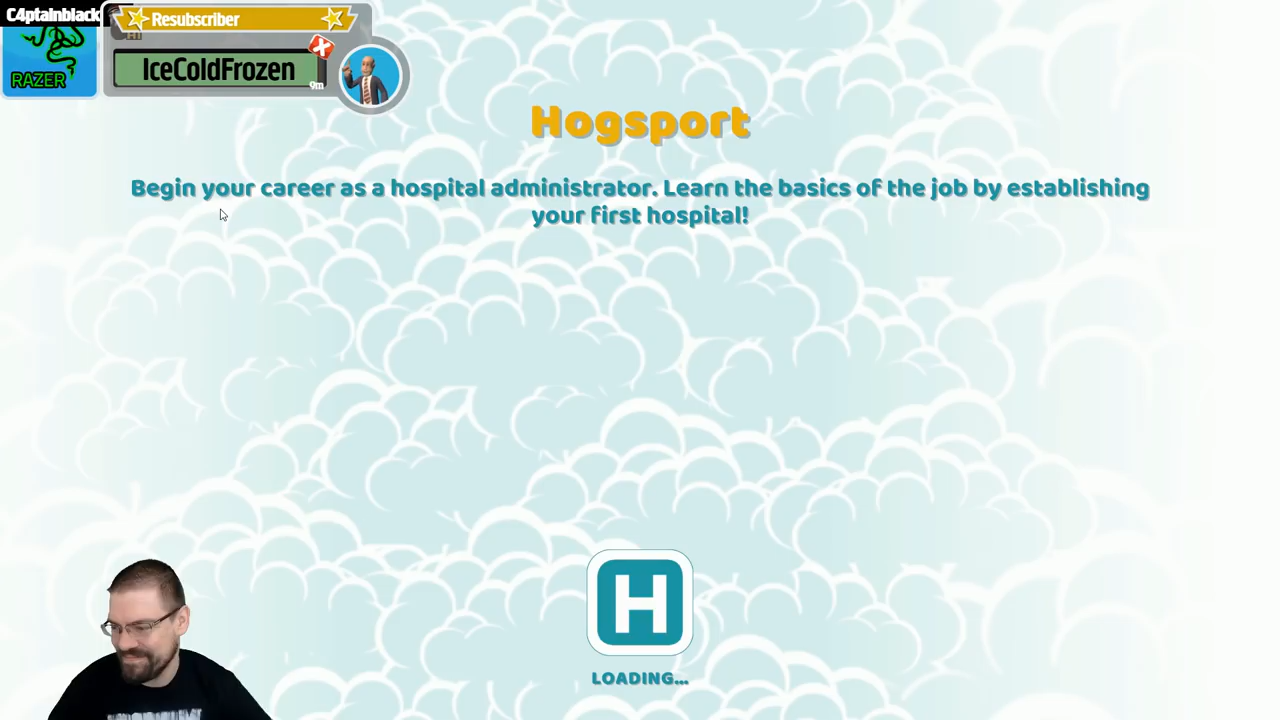 C4ptainblack
Resubscriber
IceColdFrozen
9m
RAZER
Hogsport
Begin your career as a hospital administrator. Learn the basics of the job by establishing
your first hospital!
H
LOADING...